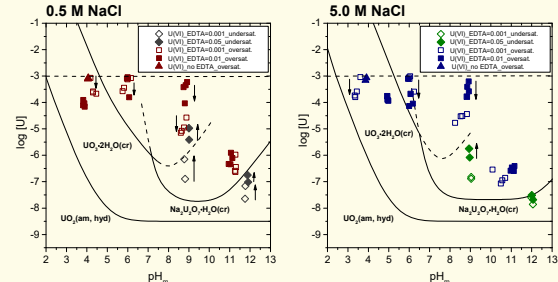 0.5 M NaCl
U(VI)_EDTA=0.001_undersat.
U(VI)_EDTA=0.05_undersat.
U(VI)_EDTA=0.001_oversat.
U(VI)_EDTA=0.01_oversat.
U(VI)_no EDTA_oversat.
log [U]
0
-1
-2
-3
-4
-5
-6
-7
-8
-9
UO₃·2H₂O(cr)
Na₂U₂O₇·H₂O(cr)
UO₂(am, hyd)
2 3 4 5 6 7 8 9 10 11 12 13
pHₘ
5.0 M NaCl
U(VI)_EDTA=0.001_undersat.
U(VI)_EDTA=0.05_undersat.
U(VI)_EDTA=0.001_oversat.
U(VI)_EDTA=0.01_oversat.
U(VI)_no EDTA_oversat.
log [U]
0
-1
-2
-3
-4
-5
-6
-7
-8
-9
UO₃·2H₂O(cr)
Na₂U₂O₇·H₂O(cr)
UO₂(am, hyd)
2 3 4 5 6 7 8 9 10 11 12 13 14
pHₘ